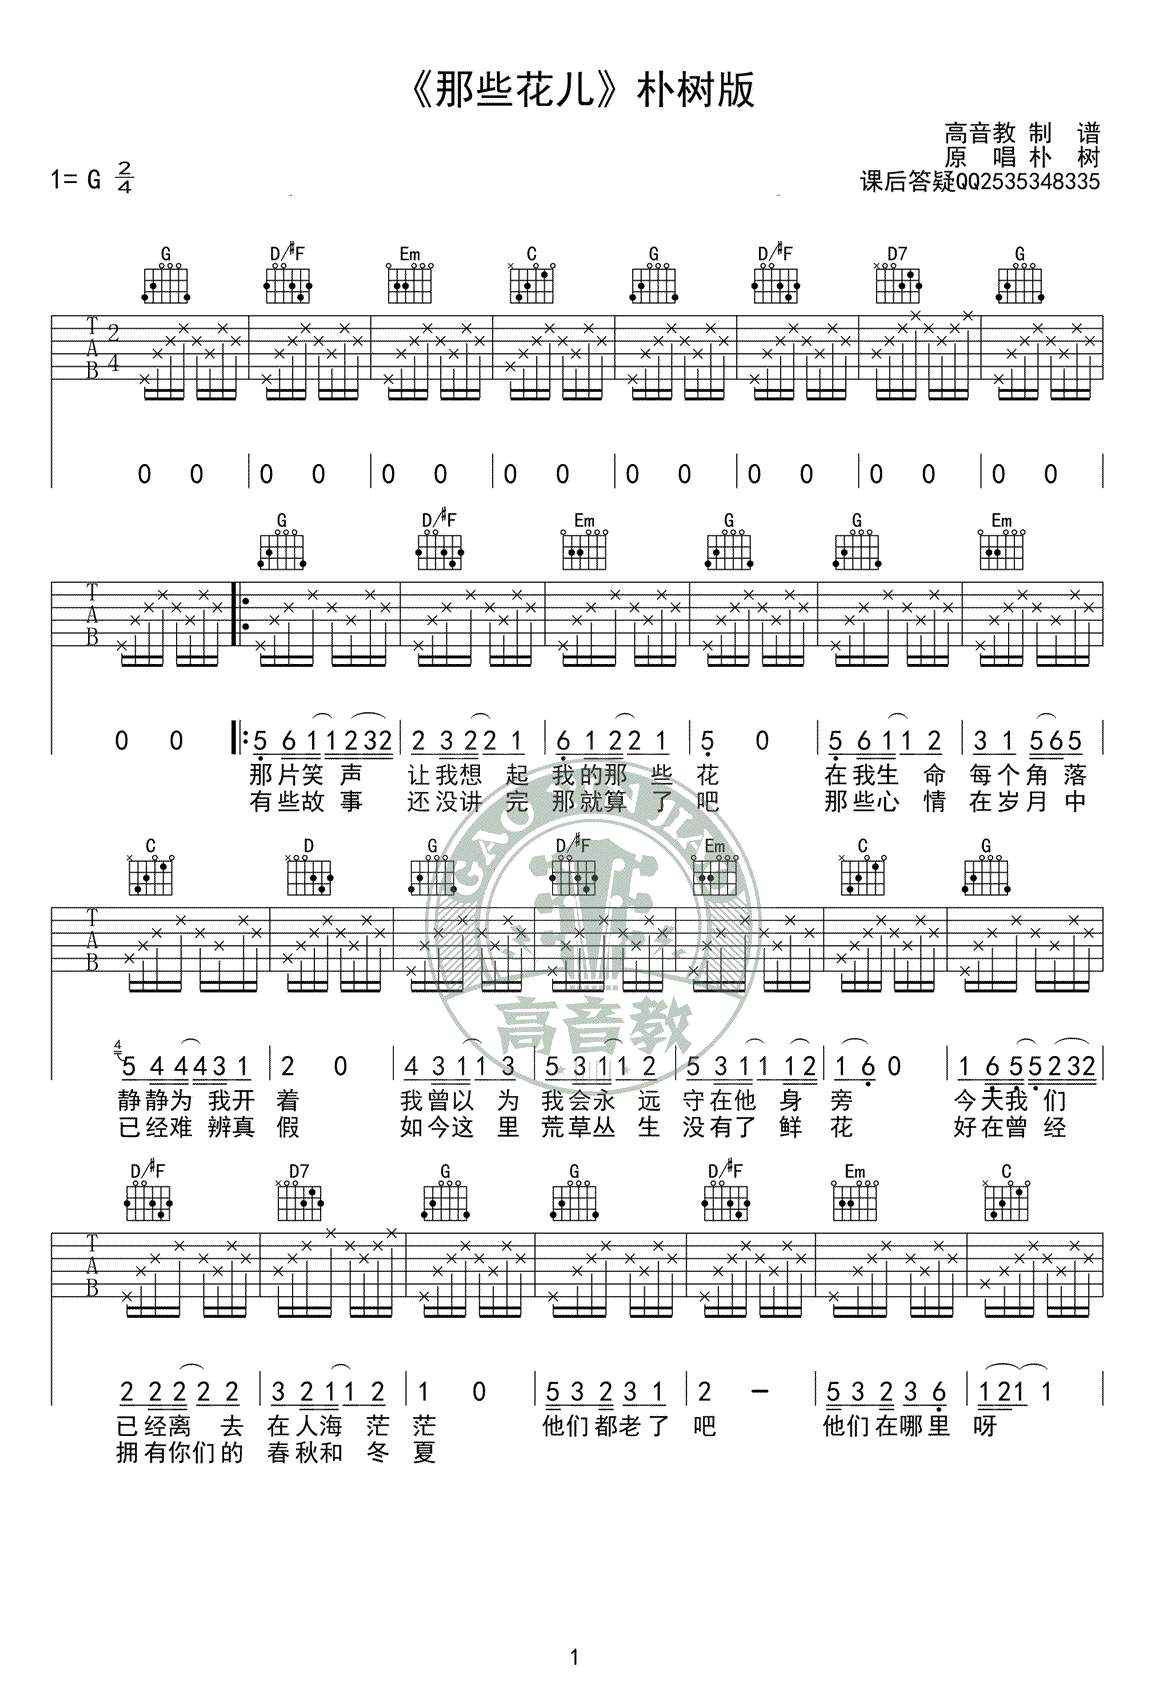 《那些花儿》朴树版
高音教 制 谱
原 唱 朴 树
1= G 2/4
课后答疑QQ2535348335
G D/#F Em C G D/#F D7 G
T A B 2 4
0 0 | 0 0 | 0 0 | 0 0 | 0 0 | 0 0 | 0 0 | 0 0
G D/#F Em G G Em
T A B
0 0 5 6 1 1 2 3 2 | 2 3 2 2 1 | 6 1 2 2 1 | 5 0 | 5 6 1 1 2 | 3 1 5 6 5
那片笑 声 让我想 起 我的那 些 花 在我生 命 每个角落
有些故 事 还没讲 完 那就算 了 吧 那些心 情 在岁月中
C D G D/#F Em C G
T A B
GAO YIN JIAO
高音教
4 5 4 4 4 3 1 | 2 0 | 4 3 1 1 3 | 5 3 1 1 2 | 5 3 1 1 1 2 | 1 6 0 | 1 6 5 5 2 3 2
静静为 我开 着 我曾以 为 我会永 远 守在他 身 旁 今天我 们
已经难 辨真 假 如今这 里 荒草丛 生 没有了 鲜 花 好在曾 经
D/#F D7 G G D/#F Em C
T A B
2 2 2 2 2 | 3 2 1 1 2 | 1 0 | 5 3 2 3 1 | 2 – | 5 3 2 3 6 | 1 2 1 1
已经离 去 在人海 茫 茫 他们都老了 吧 他们在哪里 呀
拥有你们的 春秋和 冬 夏
1